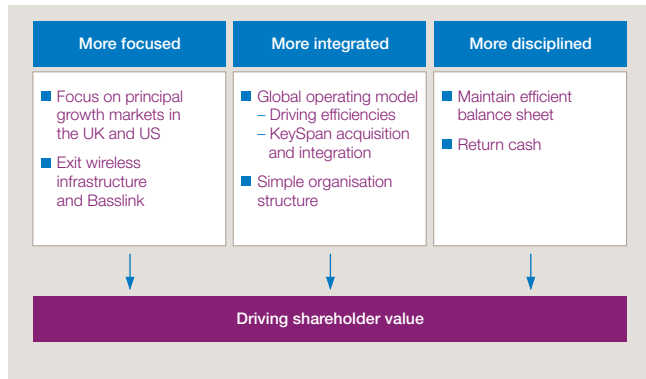 More focused
Focus on principal
growth markets in
the UK and US
Exit wireless
infrastructure
and Basslink
More integrated
Global operating model
– Driving efficiencies
– KeySpan acquisition
and integration
Simple organisation
structure
More disciplined
Maintain efficient
balance sheet
Return cash
Driving shareholder value